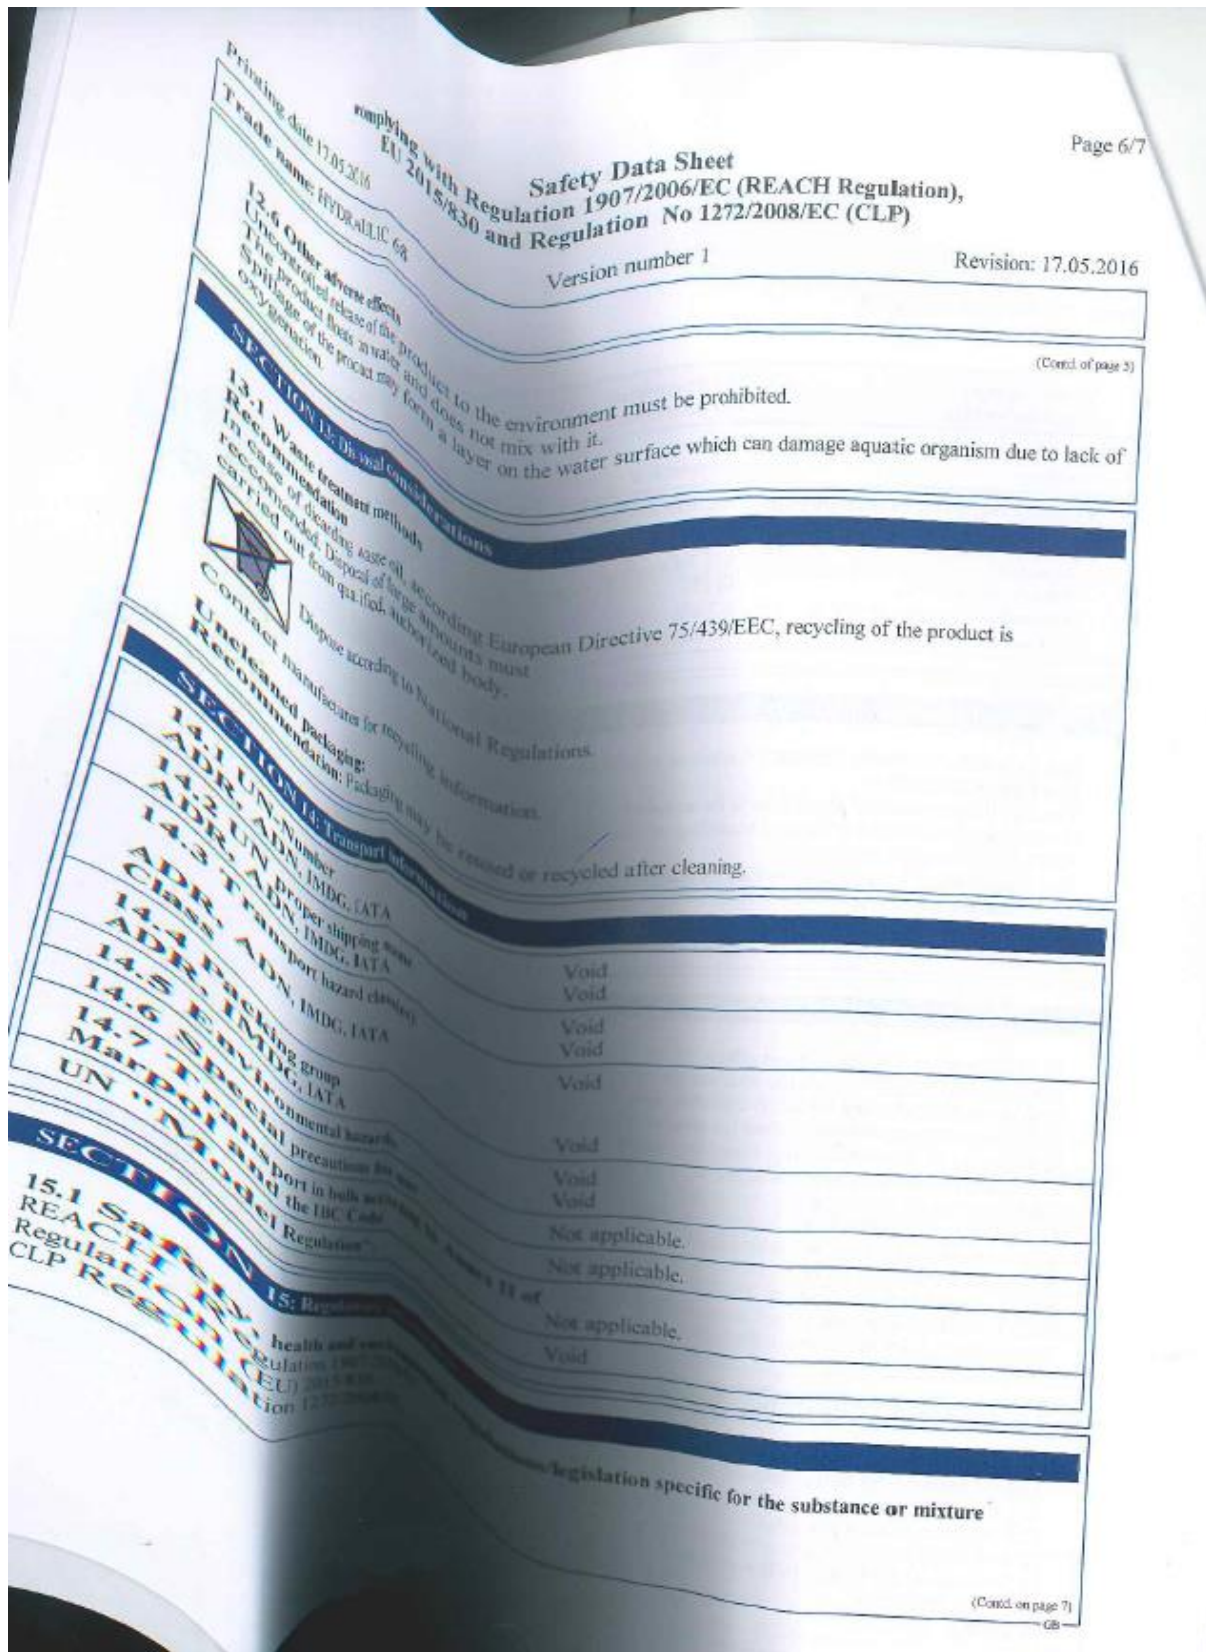 Page 6/7
Safety Data Sheet
complying with Regulation 1907/2006/EC (REACH Regulation),
EU 2015/830 and Regulation No 1272/2008/EC (CLP)
Printing date 17.05.2016 Version number 1 Revision: 17.05.2016
Trade name: HYDRAULIC 68
(Contd. of page 5)
12.6 Other adverse effects
Uncontrolled release of the product to the environment must be prohibited.
The product floats in water and does not mix with it.
Spillage of the procuct may form a layer on the water surface which can damage aquatic organism due to lack of
oxygenation.
SECTION 13: Disposal considerations
13.1 Waste treatment methods
Recommendation
In case of dicarding waste oil, according European Directive 75/439/EEC, recycling of the product is
recomended. Disposal of large amounts must
carried out from qualified, authorized body.
Dispose according to National Regulations.
Contact manufactures for recycling information.
Uncleaned packaging:
Recommendation: Packaging may be reused or recycled after cleaning.
SECTION 14: Transport information
14.1 UN-Number
ADR, ADN, IMDG, IATA Void
Void
14.2 UN proper shipping name
ADR, ADN, IMDG, IATA Void
Void
14.3 Transport hazard class(es)
Void
ADR, ADN, IMDG, IATA
Class Void
14.4 Packing group Void
ADR, IMDG, IATA Void
14.5 Environmental hazards Not applicable.
14.6 Special precautions for user Not applicable.
14.7 Transport in bulk according to Annex II of
Marpol and the IBC Code Not applicable.
UN "Model Regulation": Void
SECTION 15: Regulatory
15.1 Safety, health and legislation specific for the substance or mixture
REACH Regulation 1907/
Regulation (EU) 2015/830
CLP Regulation 1272/2008
(Contd. on page 7)
GB